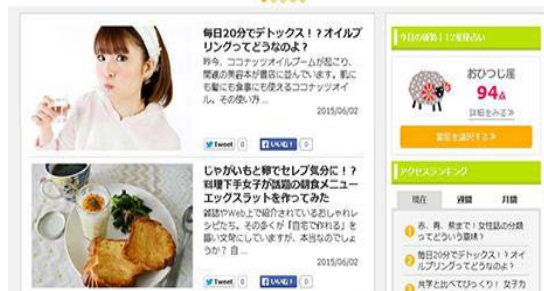 毎日20分でデトックス！？オイルプ
リングってどうなのよ？
昨今、ココナッツオイルブームが起こり、
関連の美容本が書店に並んでいます。肌に
も髪にも食事にも使えるココナッツオイ
ル。その使い方 ...
2015/06/02
Tweet 0 いいね！ 0
じゃがいもと卵でセレブ気分に！？
料理下手女子が話題の朝食メニュー
エッグスラットを作ってみた
雑誌やWeb上で紹介されているおしゃれレ
シピたち。その多くが「自宅で作れる」を
謳い文句にしていますが、本当なのでしょ
うか？ 自 ...
2015/06/02
Tweet 0 いいね！ 0
今日の運勢｜12星座占い
おひつじ座
94点
詳細をみる
星座を選択する
アクセスランキング
現在 週間 月間
1 赤、青、紫まで！女性誌の分類
ってどういう意味？
2 毎日20分でデトックス！？オイ
ルプリングってどうなのよ？
共学と比べてびっくり！ 女子力